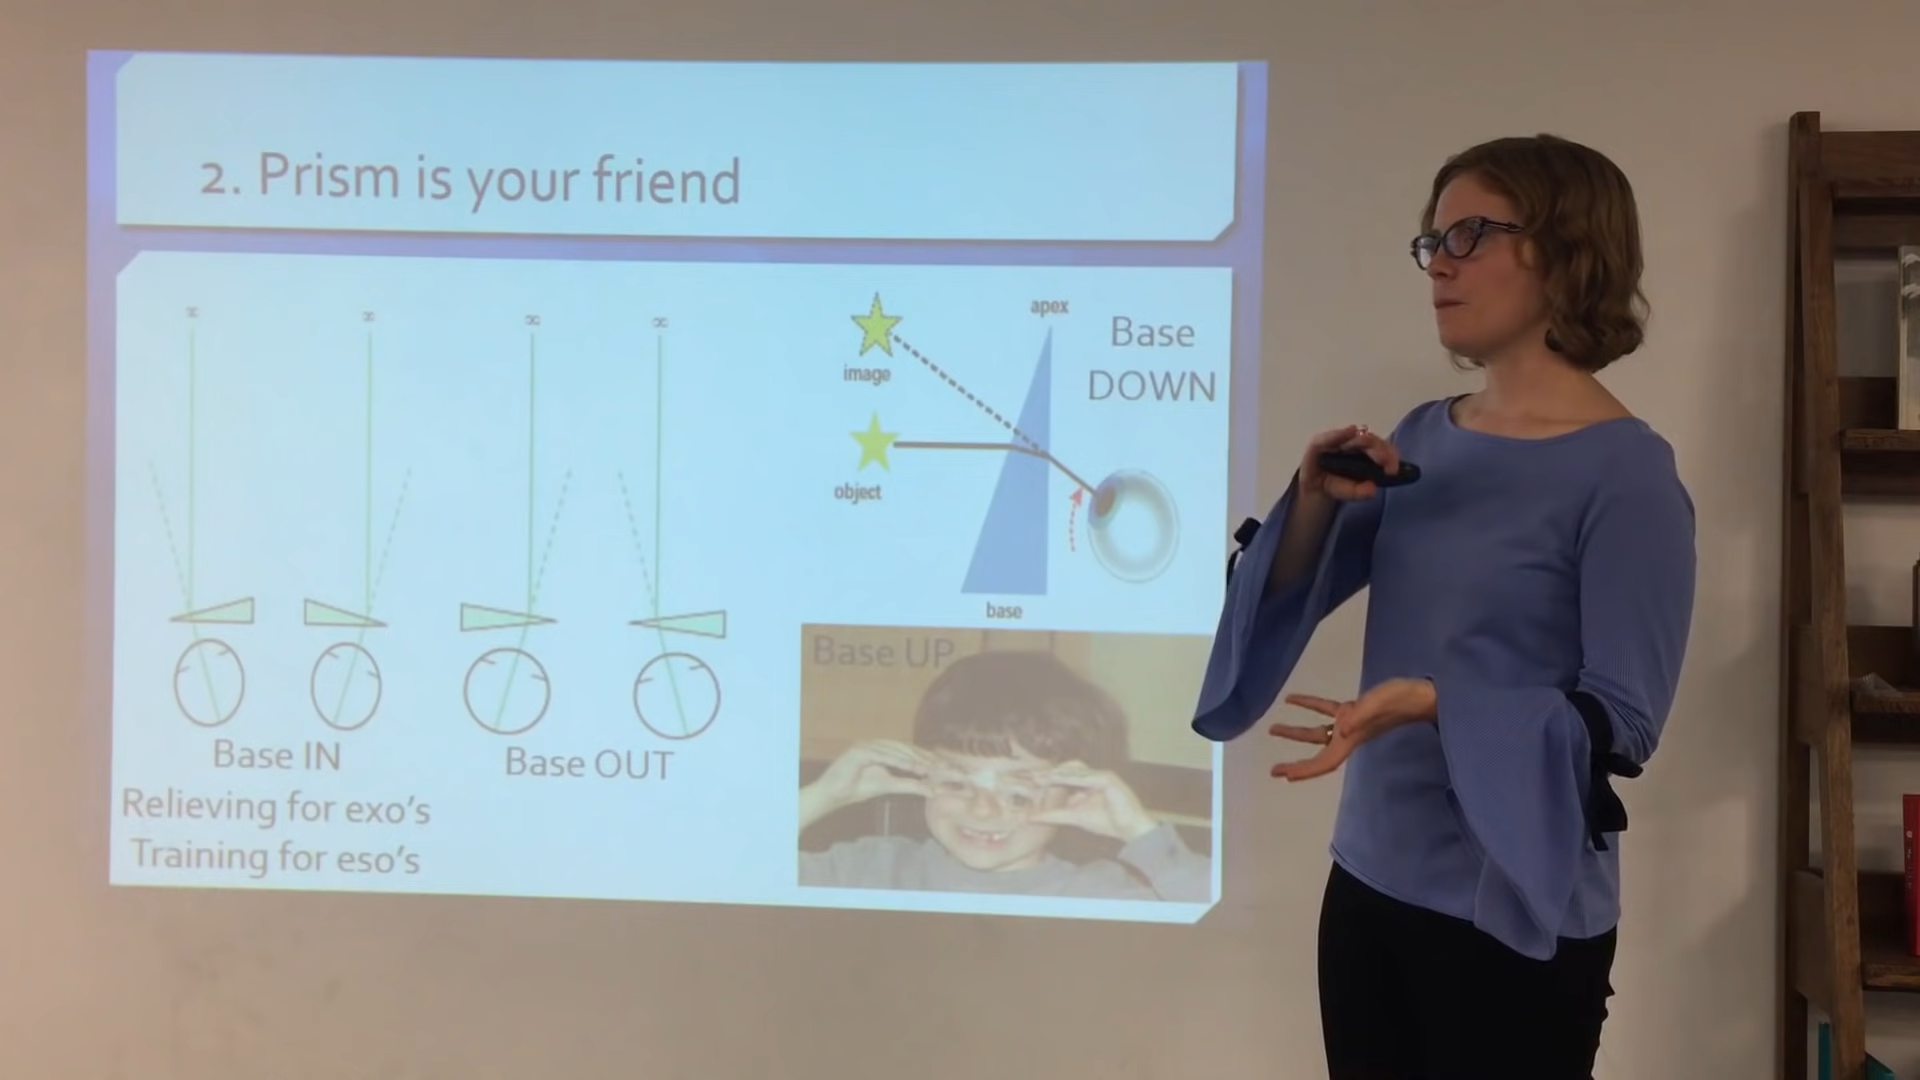 2. Prism is your friend
∞ ∞ ∞ ∞
Base IN
Relieving for exo's
Training for eso's
Base OUT
image
object
apex
base
Base
DOWN
Base UP